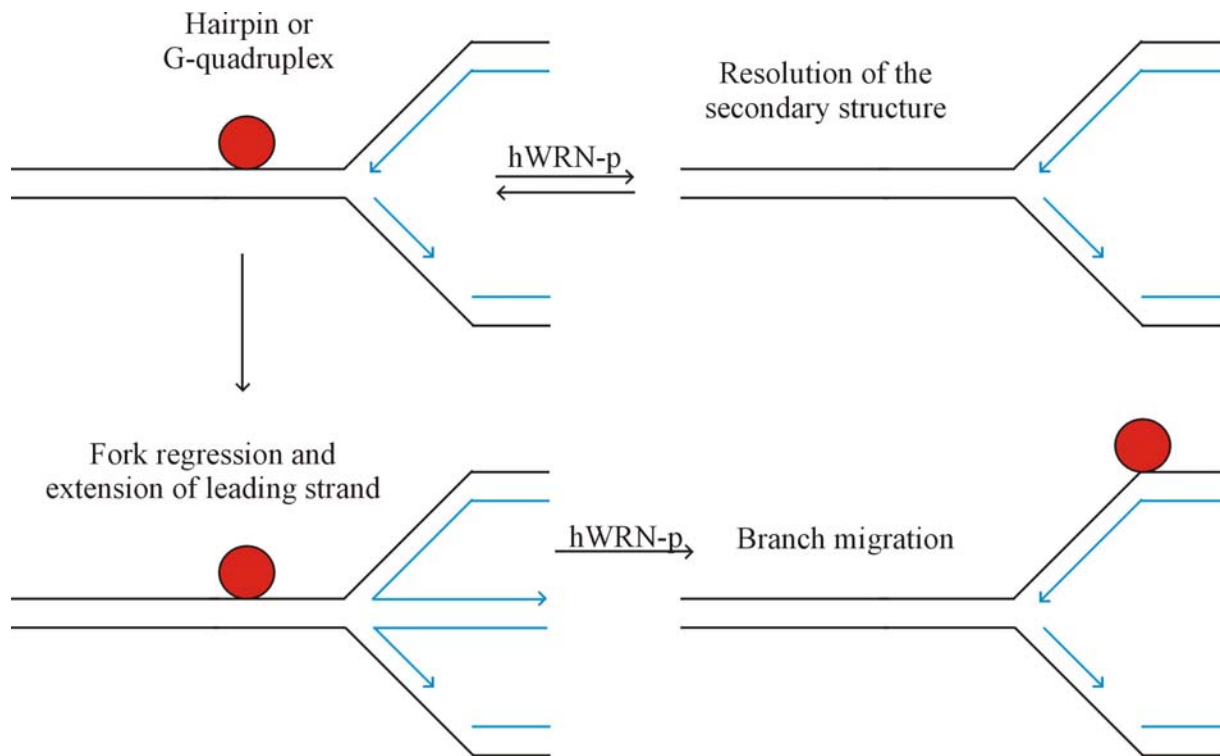 Hairpin or
G-quadruplex
Resolution of the
secondary structure
hWRN-p
Fork regression and
extension of leading strand
hWRN-p
Branch migration